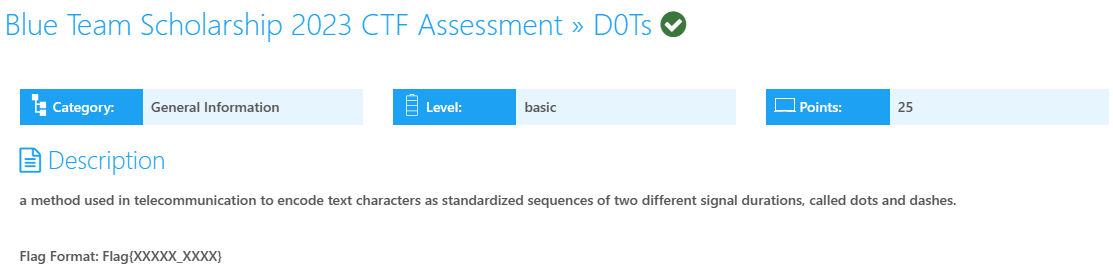 Blue Team Scholarship 2023 CTF Assessment » D0Ts
Category: General Information Level: basic Points: 25
Description
a method used in telecommunication to encode text characters as standardized sequences of two different signal durations, called dots and dashes.
Flag Format: Flag{XXXXX_XXXX}